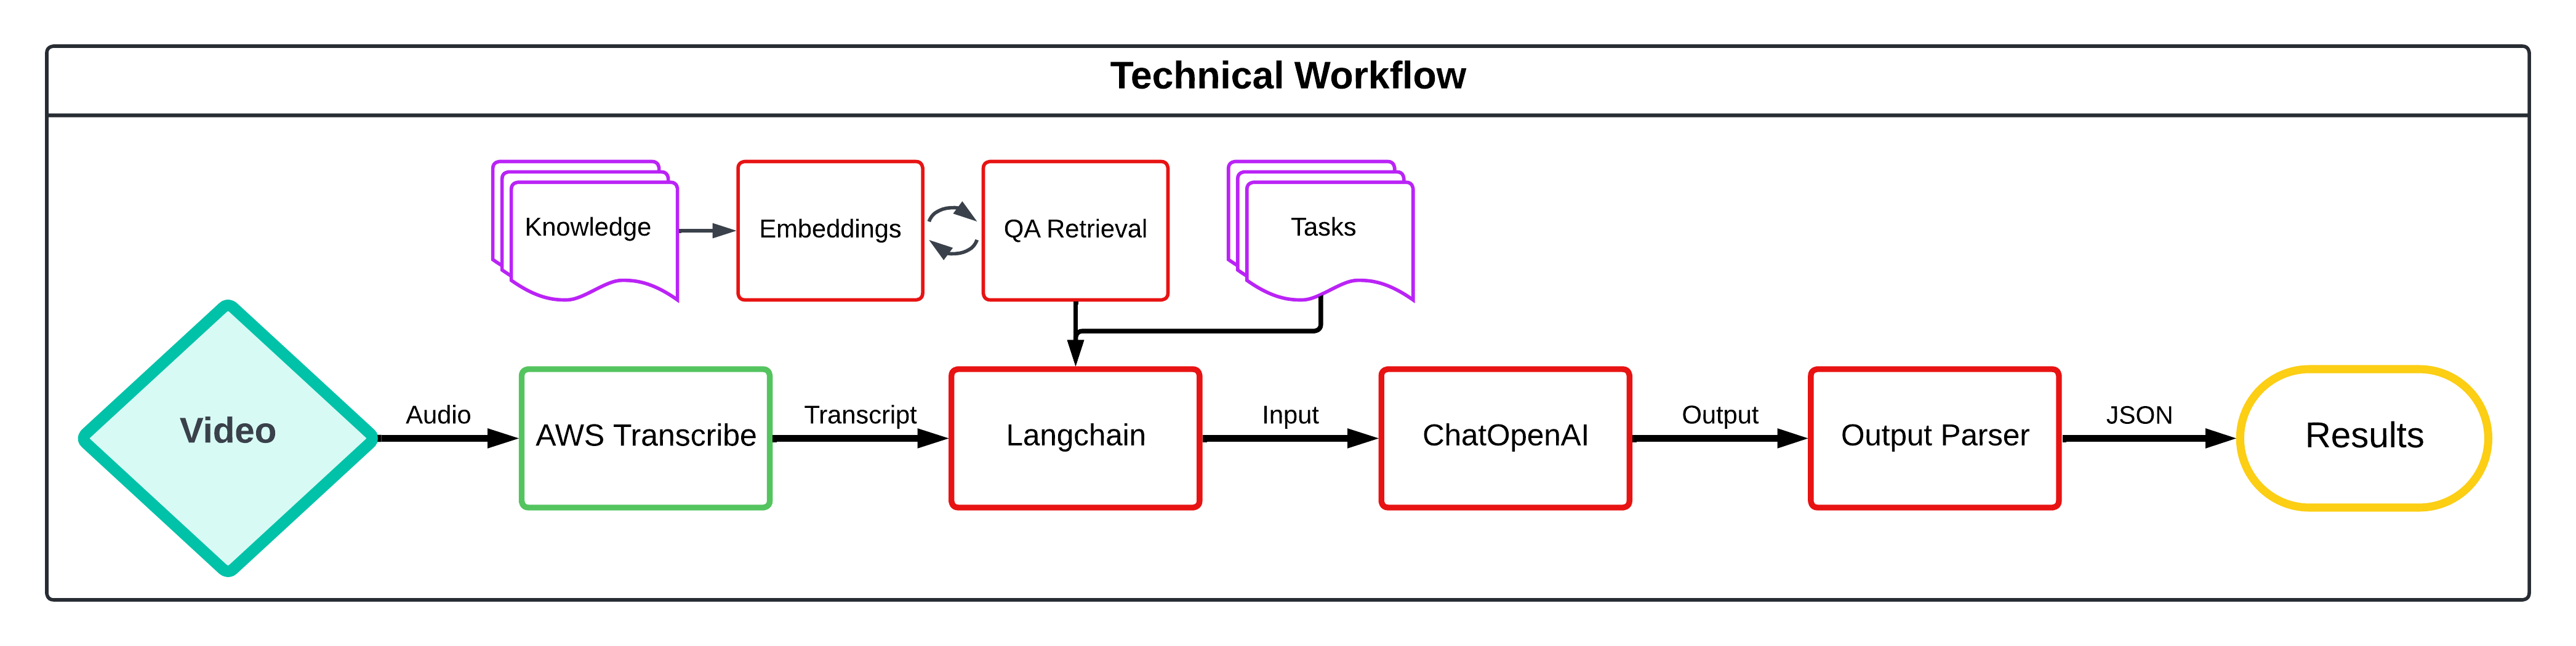 Technical Workflow
Knowledge
Embeddings
QA Retrieval
Tasks
Video
Audio
AWS Transcribe
Transcript
Langchain
Input
ChatOpenAI
Output
Output Parser
JSON
Results